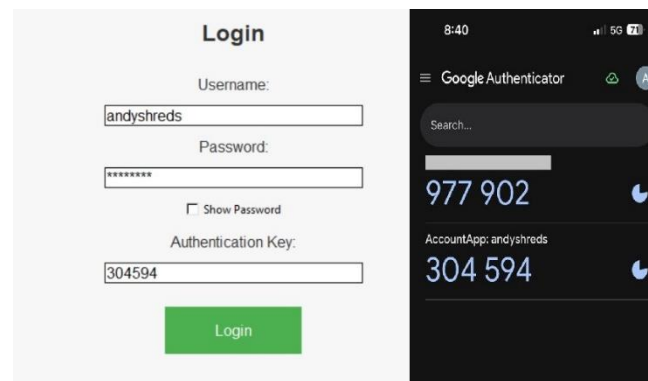 Login
Username:
andyshreds
Password:
********
Show Password
Authentication Key:
304594
Login
8:40
5G 71
Google Authenticator
A
Search...
977 902
AccountApp: andyshreds
304 594